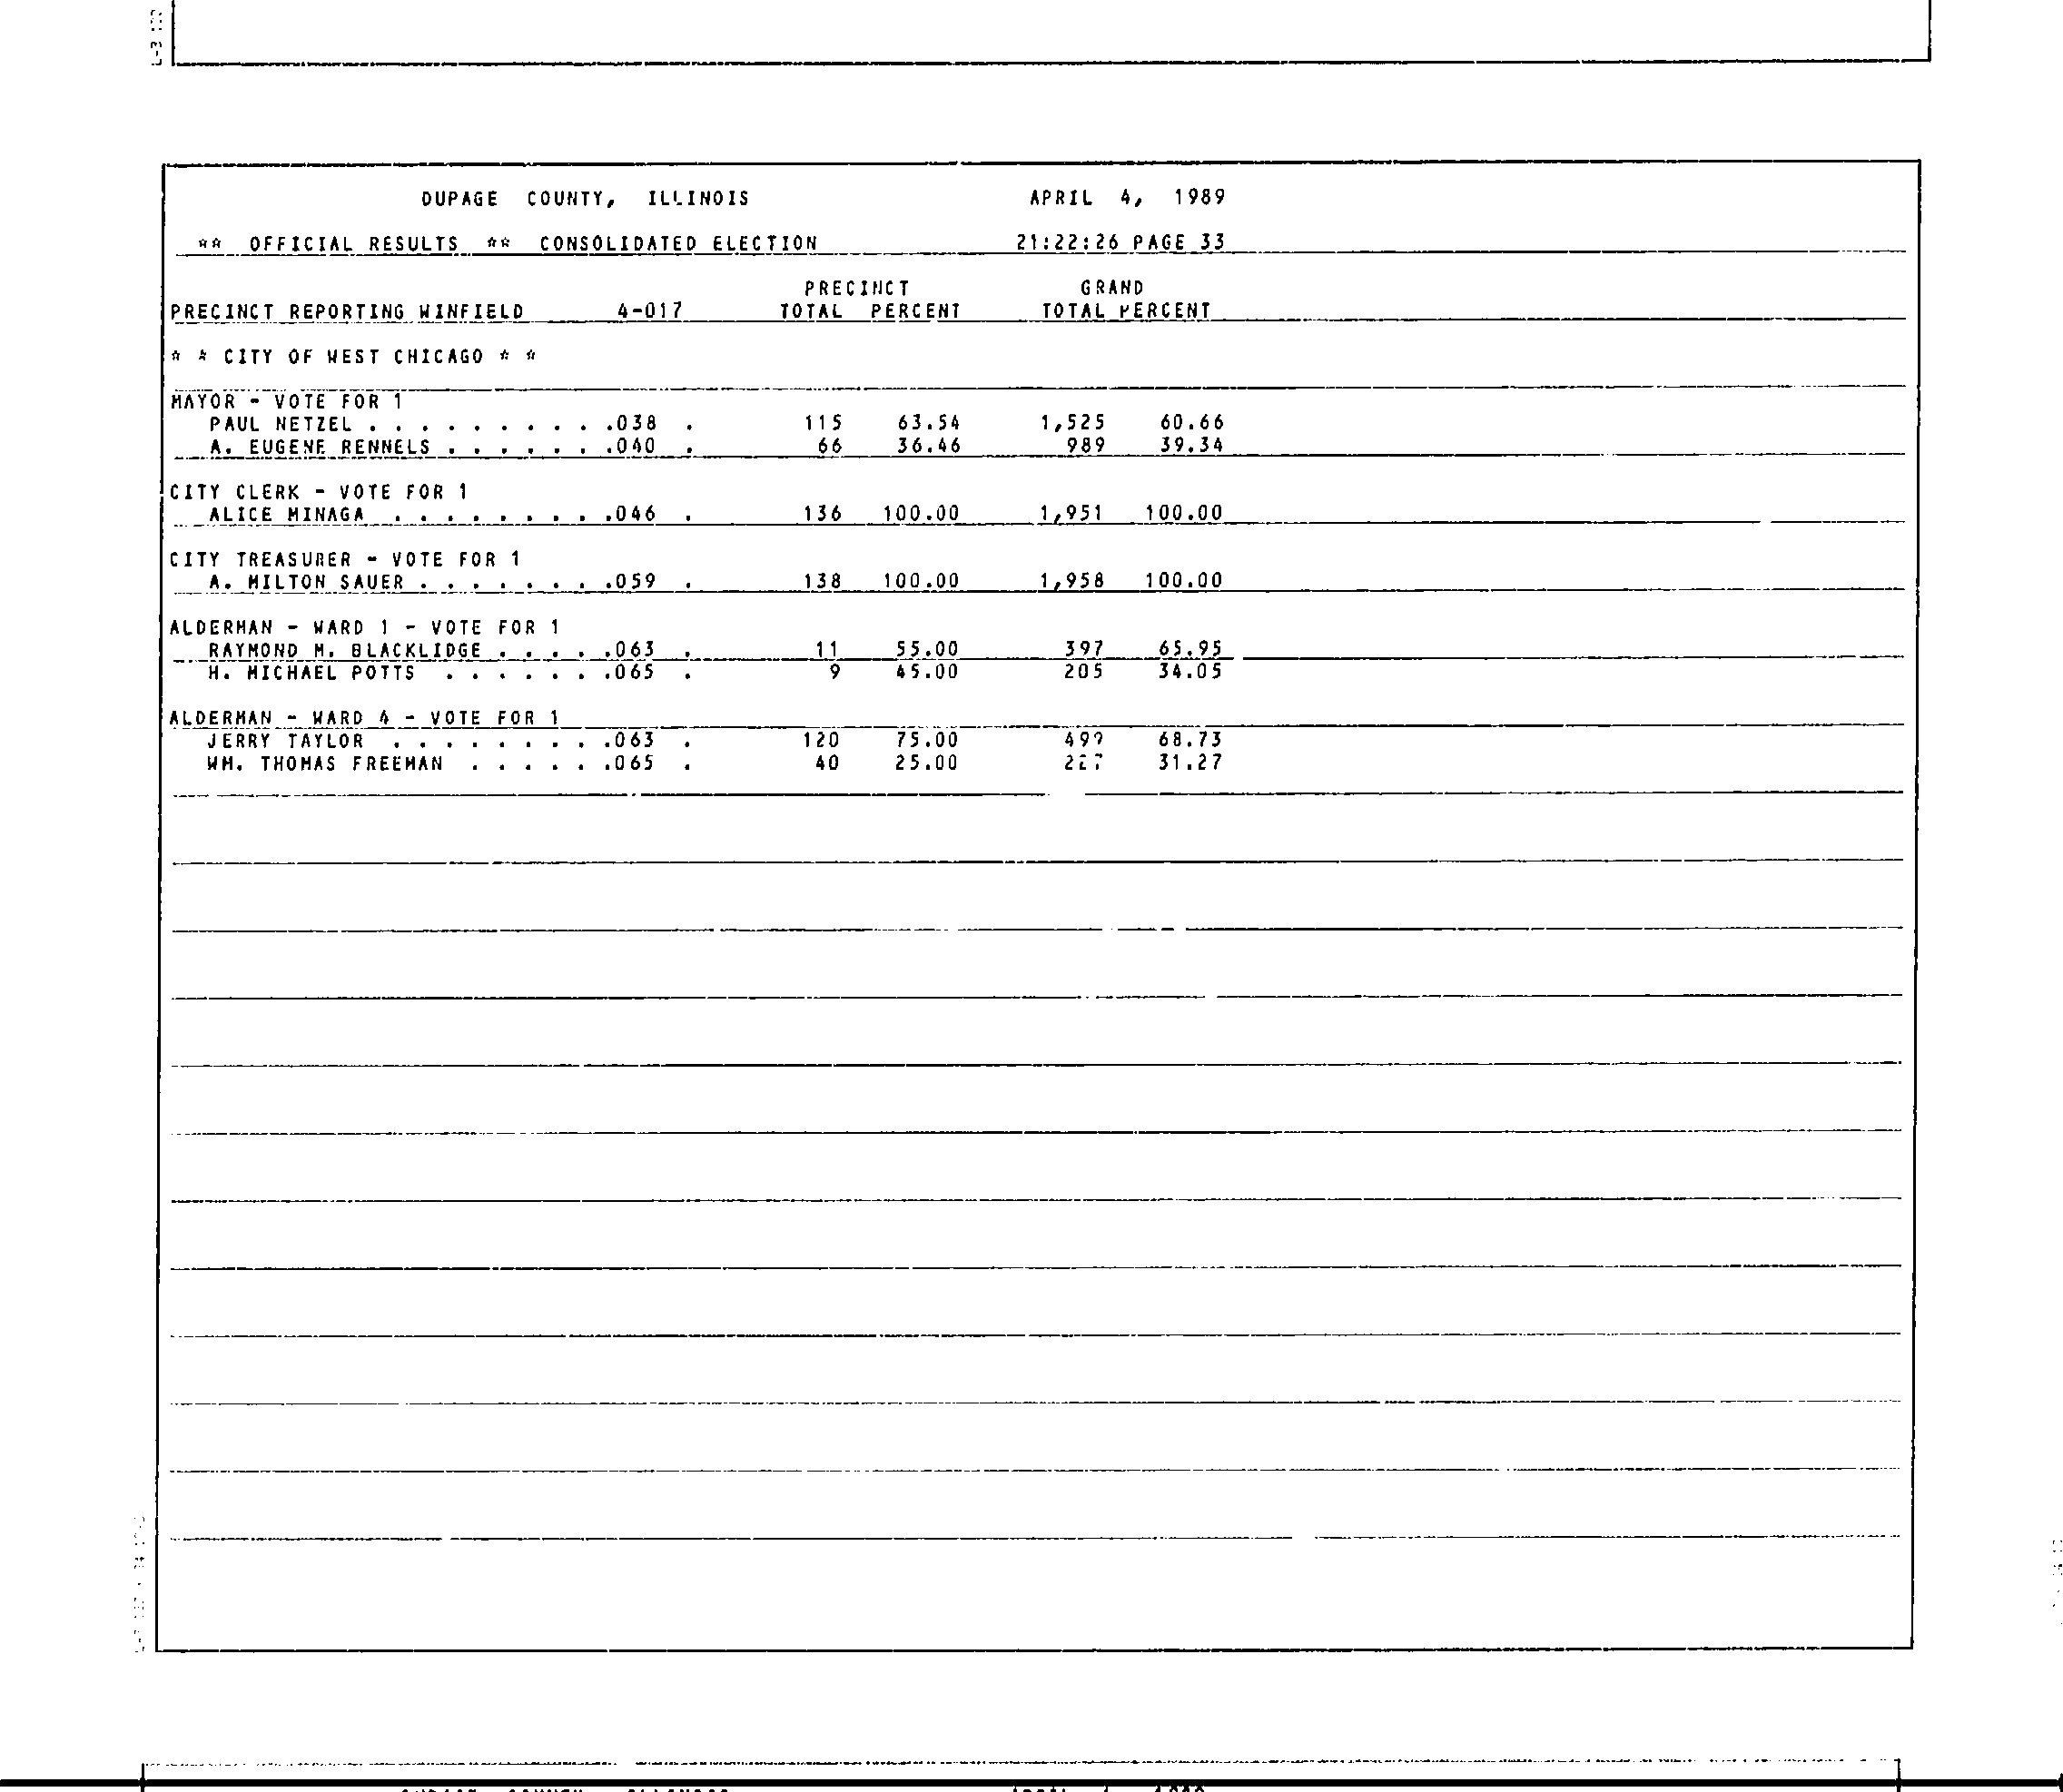 DUPAGE COUNTY, ILLINOIS APRIL 4, 1989
** OFFICIAL RESULTS ** CONSOLIDATED ELECTION 21:22:26 PAGE 33
PRECINCT GRAND
PRECINCT REPORTING WINFIELD 4-017 TOTAL PERCENT TOTAL PERCENT
* * CITY OF WEST CHICAGO * *
MAYOR - VOTE FOR 1
PAUL NETZEL . . . . . . . . . .038 . 115 63.54 1,525 60.66
A. EUGENE RENNELS . . . . . . .040 . 66 36.46 989 39.34
CITY CLERK - VOTE FOR 1
ALICE MINAGA . . . . . . . . .046 . 136 100.00 1,951 100.00
CITY TREASURER - VOTE FOR 1
A. MILTON SAUER . . . . . . . .059 . 138 100.00 1,958 100.00
ALDERMAN - WARD 1 - VOTE FOR 1
RAYMOND M. BLACKLIDGE . . . . .063 . 11 55.00 397 65.95
H. MICHAEL POTTS . . . . . . .065 . 9 45.00 205 34.05
ALDERMAN - WARD 4 - VOTE FOR 1
JERRY TAYLOR . . . . . . . . .063 . 120 75.00 499 68.73
WM. THOMAS FREEMAN . . . . . .065 . 40 25.00 227 31.27